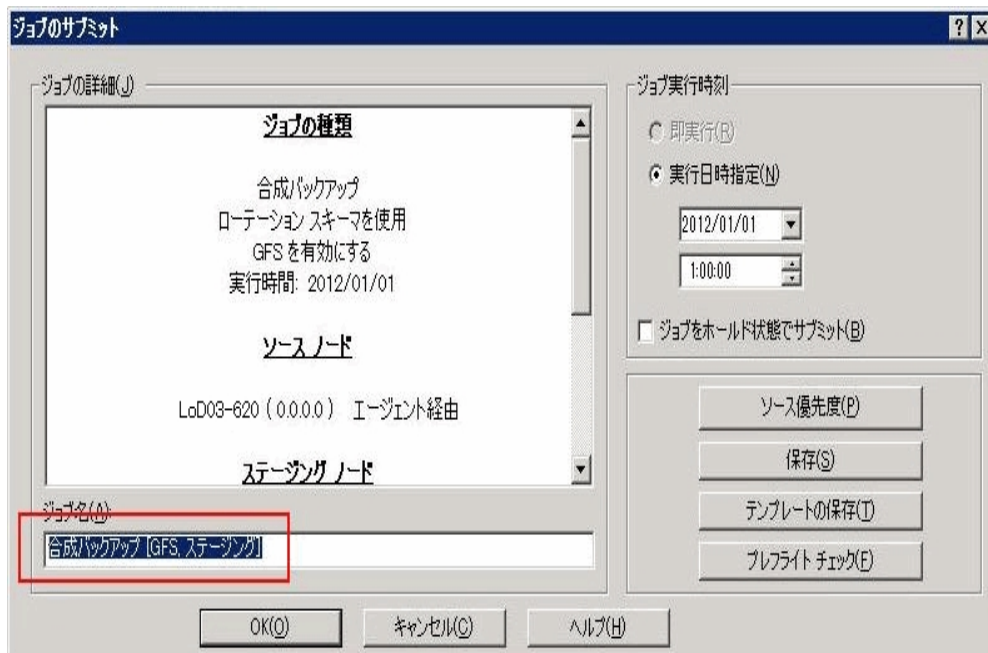 ジョブのサブミット
ジョブの詳細(J)
ジョブの種類
合成バックアップ
ローテーション スキーマを使用
GFS を有効にする
実行時間: 2012/01/01
ソース ノード
LoD03-620 ( 0.0.0.0 ) エージェント経由
ステージング ノード
ジョブ名(A):
合成バックアップ [GFS, ステージング]
ジョブ実行時刻
即実行(R)
実行日時指定(N)
2012/01/01
1:00:00
ジョブをホールド状態でサブミット(B)
ソース優先度(P)
保存(S)
テンプレートの保存(T)
プレフライト チェック(F)
OK(O)
キャンセル(C)
ヘルプ(H)